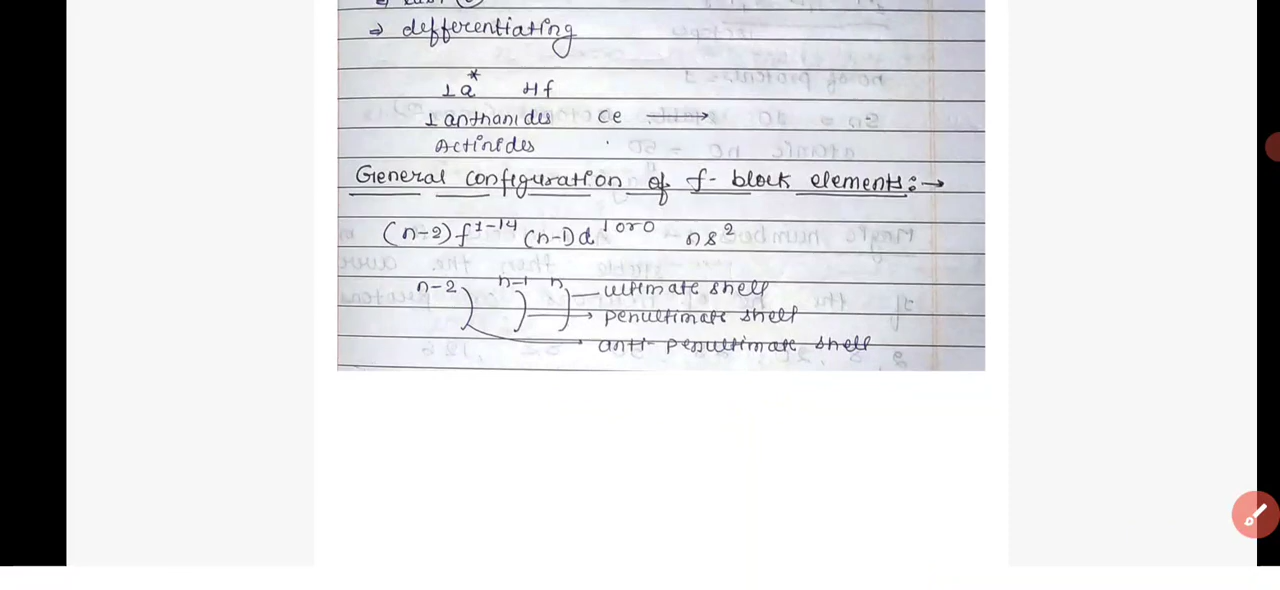 ⇒ defferentiating
La* Hf
Lanthanides Ce →
Actinides
General configuration of f- block elements:→
(n-2)f¹⁻¹⁴ (n-1)d¹ ᵒʳ ⁰ ns²
n-2 n-1 n ultimate shell
penultimate shell
anti-penultimate shell